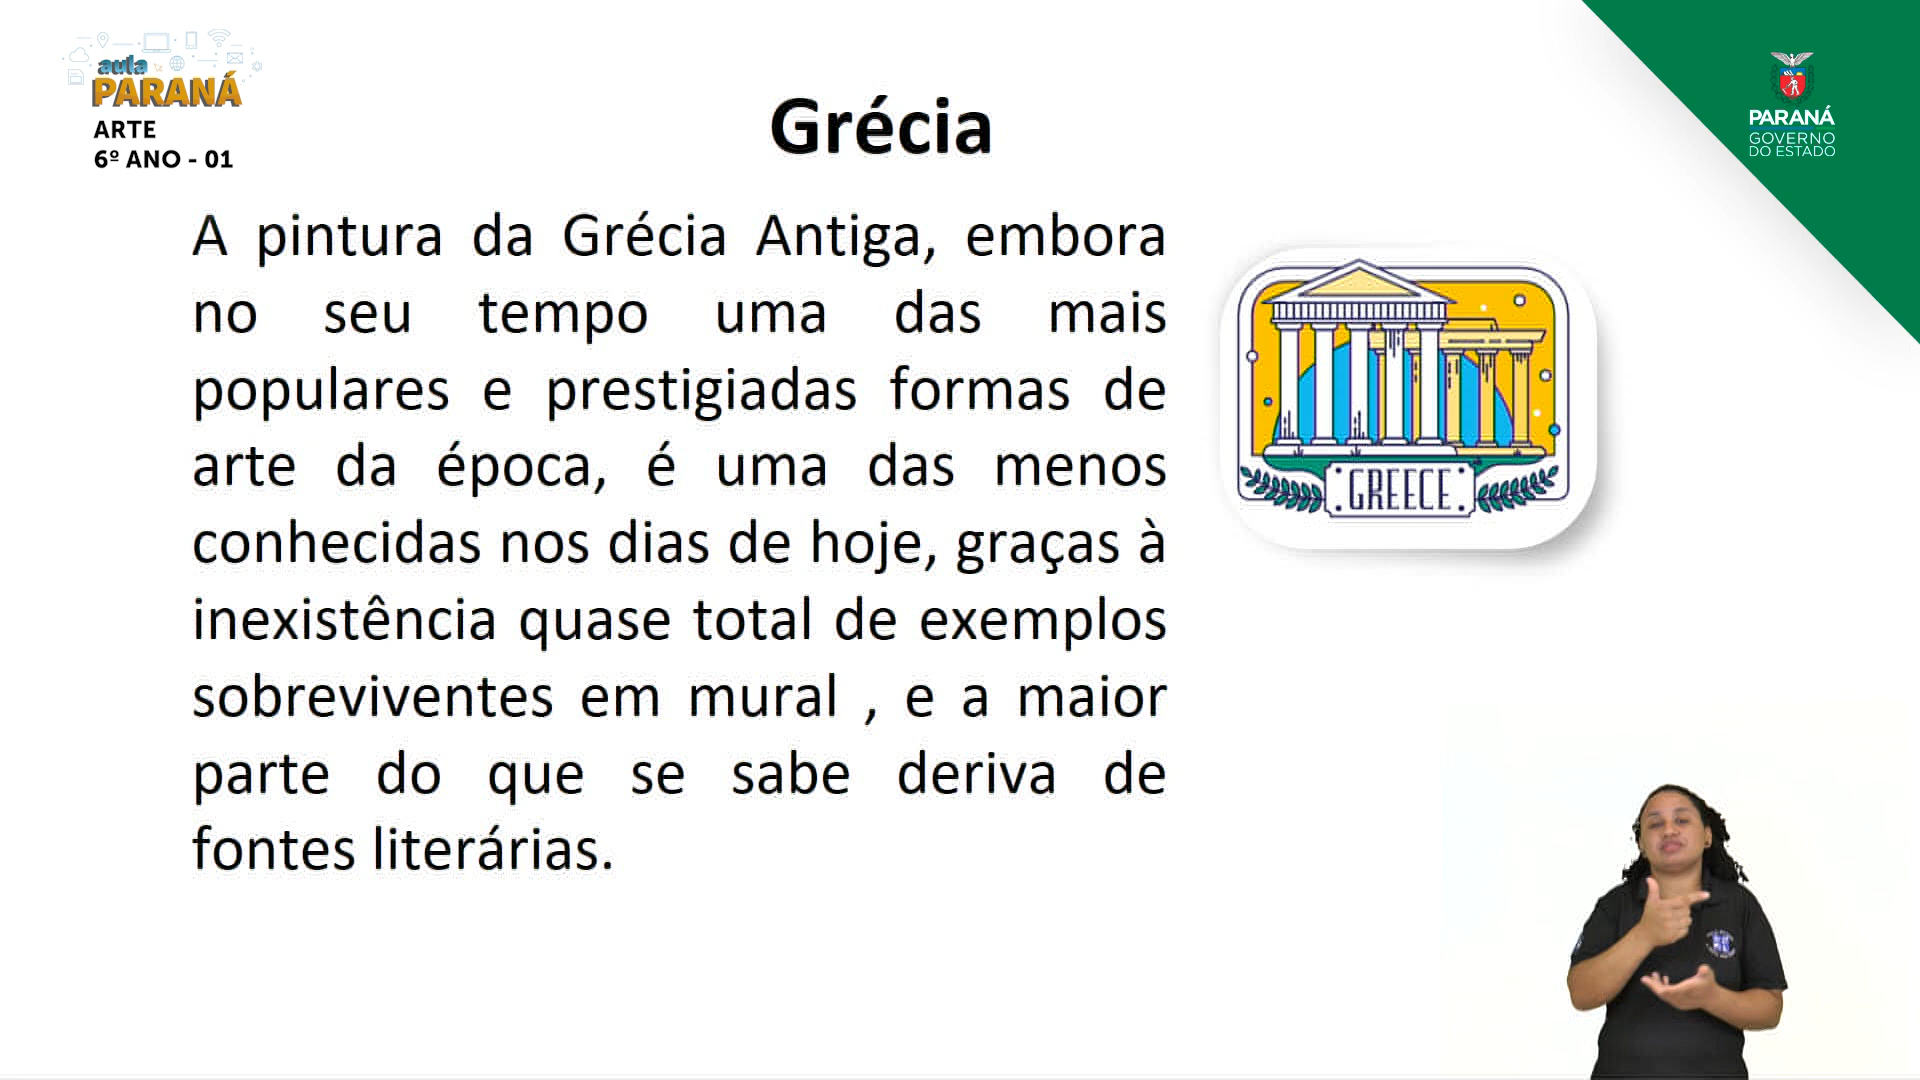 aula
PARANÁ
ARTE
6º ANO - 01
Grécia
PARANÁ
GOVERNO
DO ESTADO
A pintura da Grécia Antiga, embora
no seu tempo uma das mais
populares e prestigiadas formas de
arte da época, é uma das menos
conhecidas nos dias de hoje, graças à
inexistência quase total de exemplos
sobreviventes em mural , e a maior
parte do que se sabe deriva de
fontes literárias.
GREECE